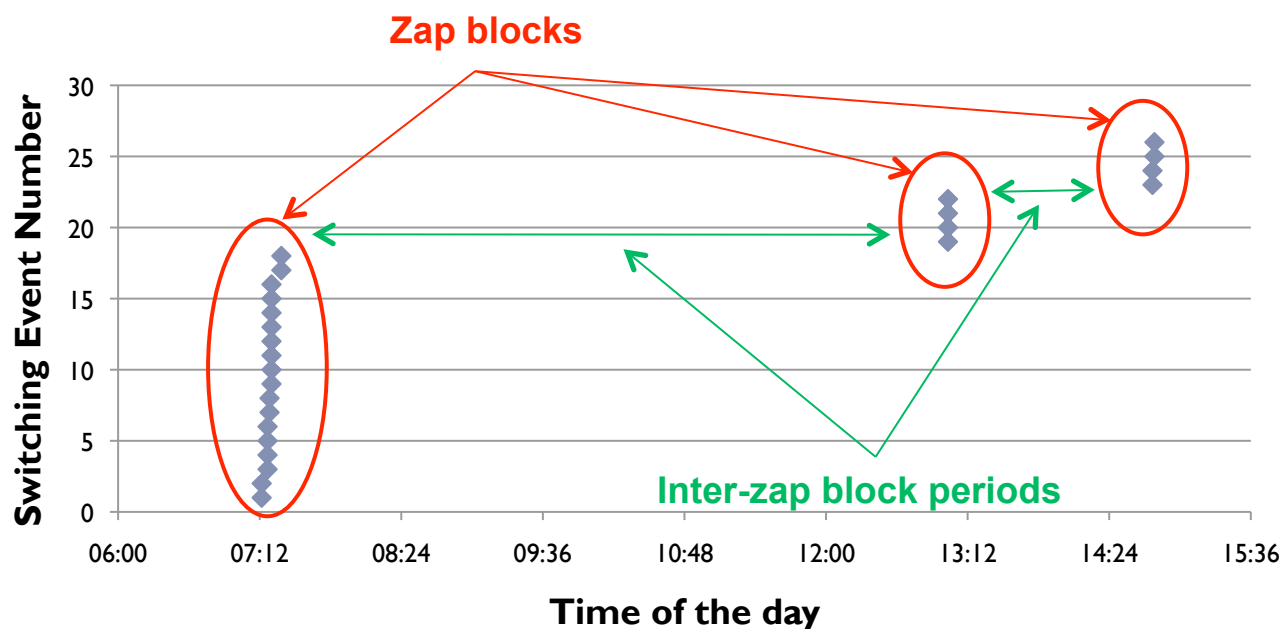 Zap blocks
Switching Event Number
30
25
20
15
10
5
0
Inter-zap block periods
06:00 07:12 08:24 09:36 10:48 12:00 13:12 14:24 15:36
Time of the day